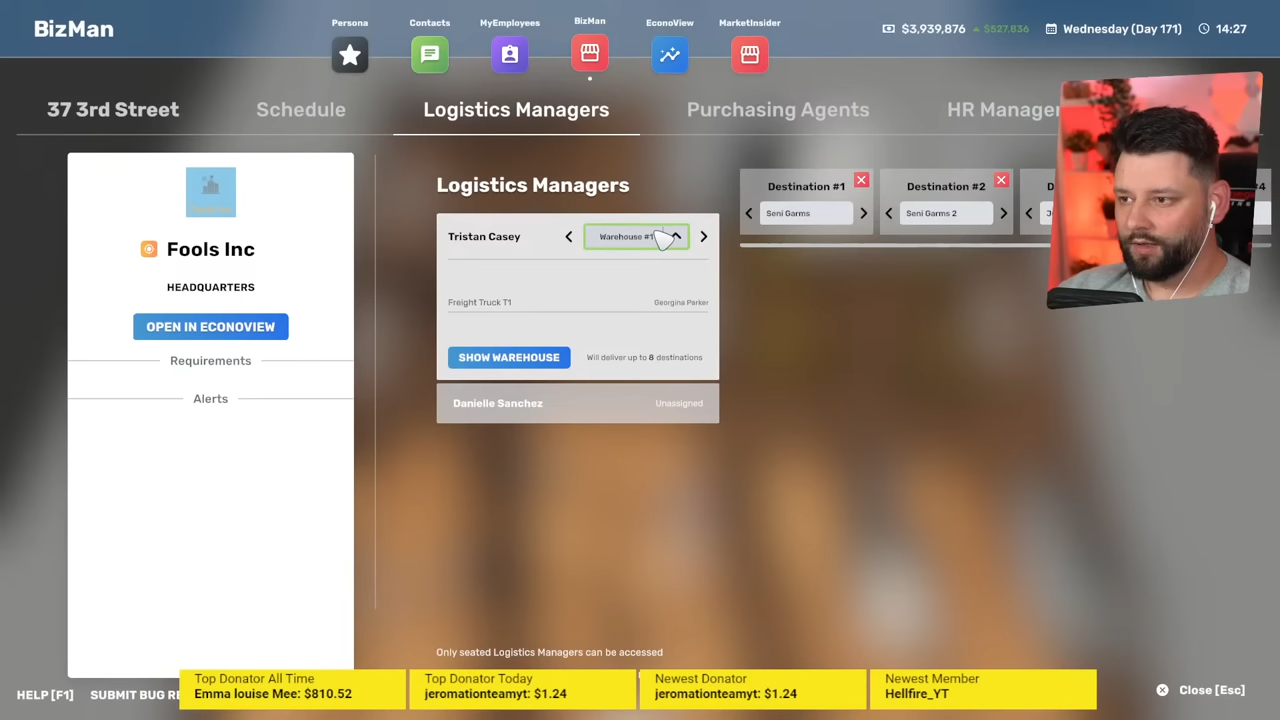 BizMan
Persona
Contacts
MyEmployees
BizMan
EconoView
MarketInsider
$3,939,876
$527,836
Wednesday (Day 171)
14:27
37 3rd Street
Schedule
Logistics Managers
Purchasing Agents
HR Manager
Fools Inc
HEADQUARTERS
OPEN IN ECONOVIEW
Requirements
Alerts
Logistics Managers
Tristan Casey
Warehouse #1
Freight Truck T1
Georgina Parker
SHOW WAREHOUSE
Will deliver up to 8 destinations
Danielle Sanchez
Unassigned
Destination #1
Seni Garms
Destination #2
Seni Garms 2
Only seated Logistics Managers can be accessed
HELP [F1]
SUBMIT BUG RE
Top Donator All Time
Emma louise Mee: $810.52
Top Donator Today
jeromationteamyt: $1.24
Newest Donator
jeromationteamyt: $1.24
Newest Member
Hellfire_YT
Close [Esc]